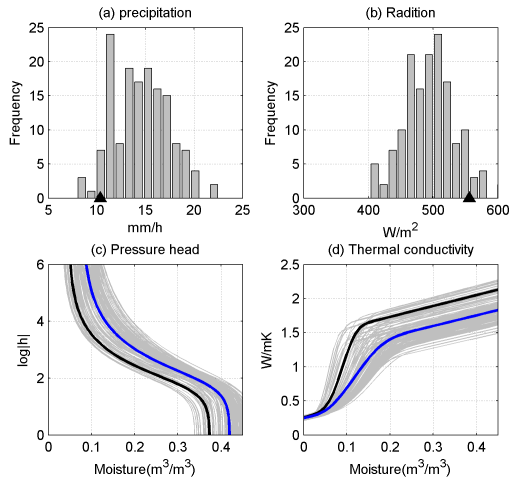 (a) precipitation
(b) Radition
25
20
15
10
5
0
Frequency
5 10 15 20 25
mm/h
25
20
15
10
5
0
Frequency
300 400 500 600
W/m²
(c) Pressure head
(d) Thermal conductivity
6
4
2
0
log|h|
0 0.1 0.2 0.3 0.4
Moisture(m³/m³)
2.5
2
1.5
1
0.5
0
W/mK
0 0.1 0.2 0.3 0.4
Moisture(m³/m³)